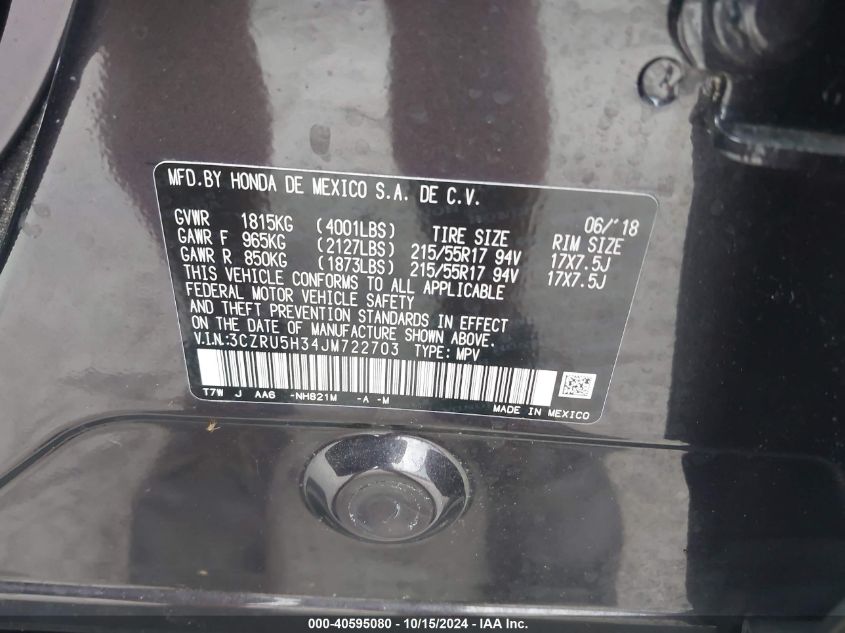 MFD.BY HONDA DE MEXICO S.A. DE C.V.
06/'18
GVWR 1815KG (4001LBS) TIRE SIZE RIM SIZE
GAWR F 965KG (2127LBS) 215/55R17 94V 17X7.5J
GAWR R 850KG (1873LBS) 215/55R17 94V 17X7.5J
THIS VEHICLE CONFORMS TO ALL APPLICABLE
FEDERAL MOTOR VEHICLE SAFETY
AND THEFT PREVENTION STANDARDS IN EFFECT
ON THE DATE OF MANUFACTURE SHOWN ABOVE.
V.I.N:3CZRU5H34JM722703 TYPE: MPV
T7W J AA6 -NH821M -A -M
MADE IN MEXICO
000-40595080 - 10/15/2024 - IAA Inc.